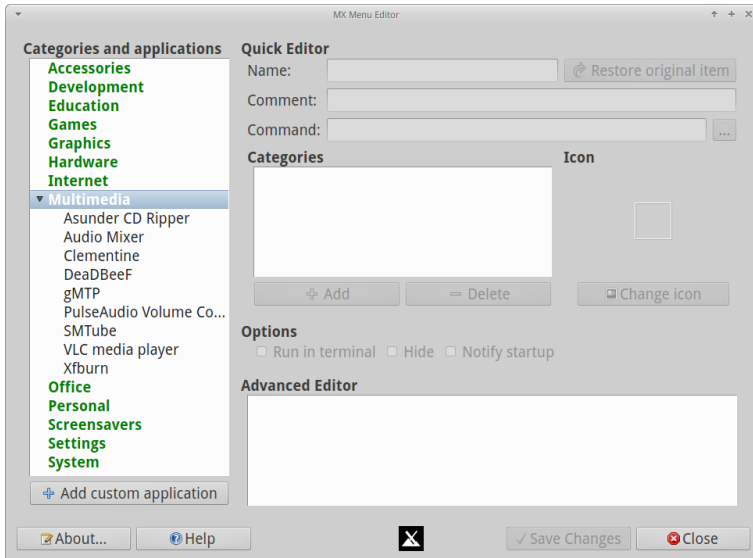 MX Menu Editor
Categories and applications
Accessories
Development
Education
Games
Graphics
Hardware
Internet
Multimedia
Asunder CD Ripper
Audio Mixer
Clementine
DeaDBeeF
gMTP
PulseAudio Volume Co...
SMTube
VLC media player
Xfburn
Office
Personal
Screensavers
Settings
System
Add custom application
Quick Editor
Name:
Restore original item
Comment:
Command:
...
Categories
Icon
Add
Delete
Change icon
Options
Run in terminal
Hide
Notify startup
Advanced Editor
About...
Help
Save Changes
Close